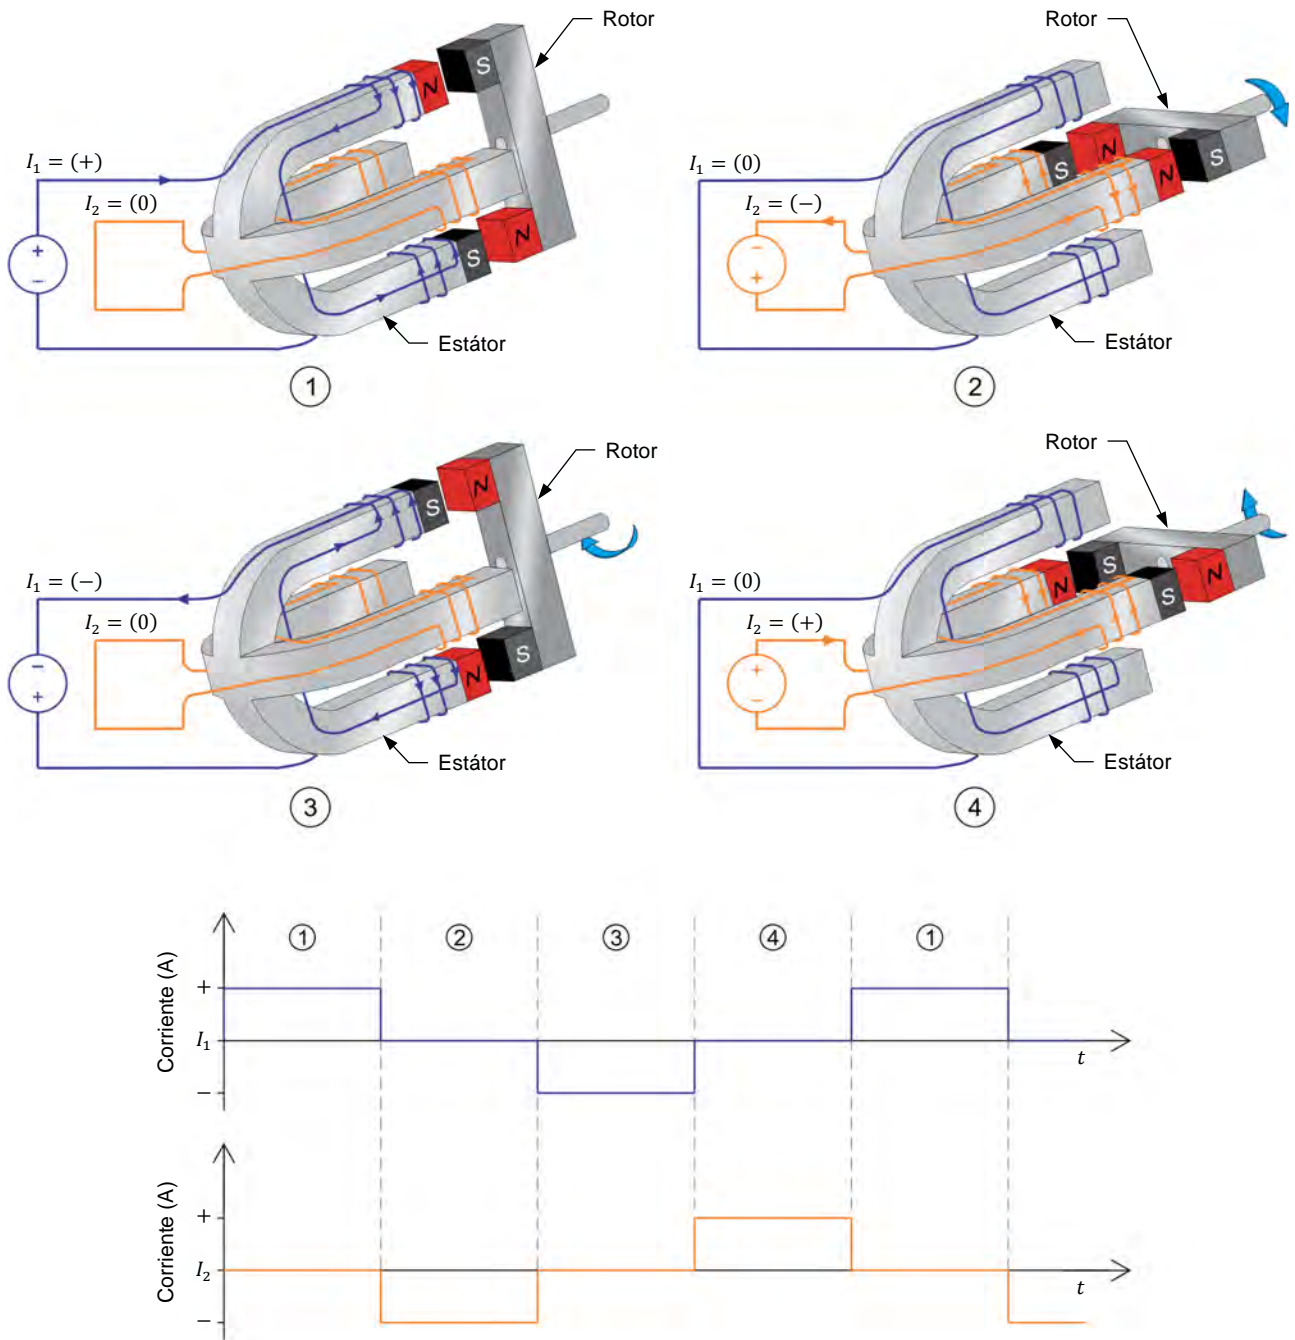 Rotor
S
N
I₁ = (+)
I₂ = (0)
+
−
N
S
Estátor
1
Rotor
I₁ = (0)
I₂ = (−)
N
S
S
N
−
+
Estátor
2
Rotor
N
S
I₁ = (−)
I₂ = (0)
−
+
S
N
Estátor
3
Rotor
I₁ = (0)
I₂ = (+)
S
N
N
S
+
−
Estátor
4
1 2 3 4 1
Corriente (A)
+
I₁
t
−
Corriente (A)
+
I₂
t
−